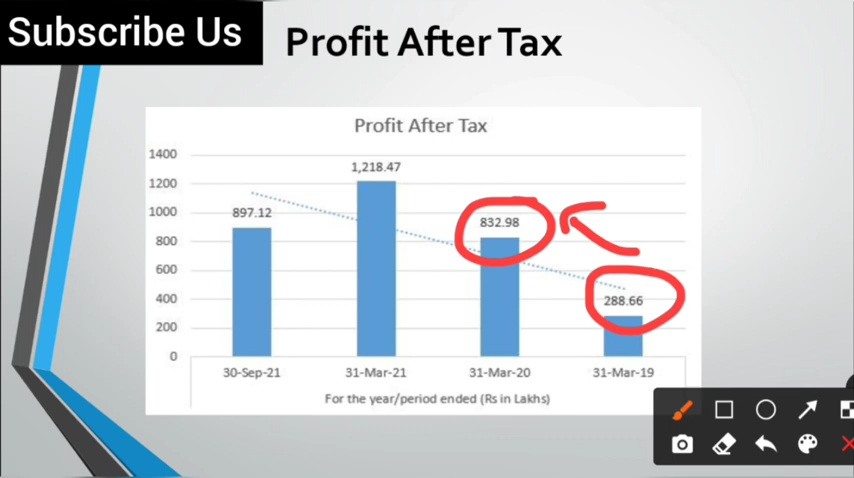 Subscribe Us
Profit After Tax
Profit After Tax
1400
1200
1000
800
600
400
200
0
897.12
1,218.47
832.98
288.66
30-Sep-21
31-Mar-21
31-Mar-20
31-Mar-19
For the year/period ended (Rs in Lakhs)